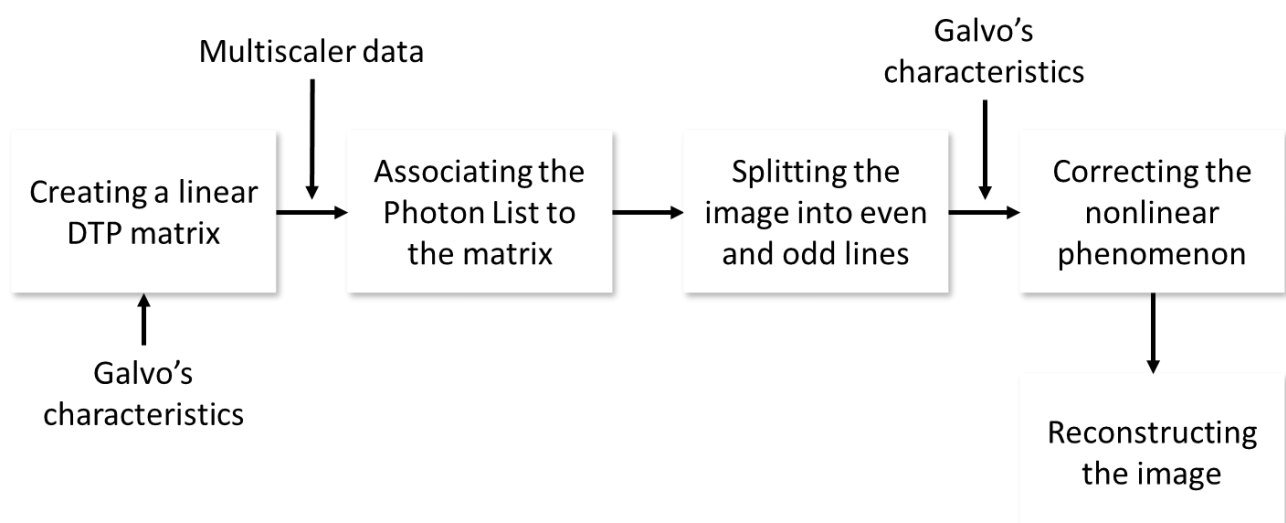 Multiscaler data
Galvo’s
characteristics
Creating a linear
DTP matrix
Associating the
Photon List to
the matrix
Splitting the
image into even
and odd lines
Correcting the
nonlinear
phenomenon
Galvo’s
characteristics
Reconstructing
the image